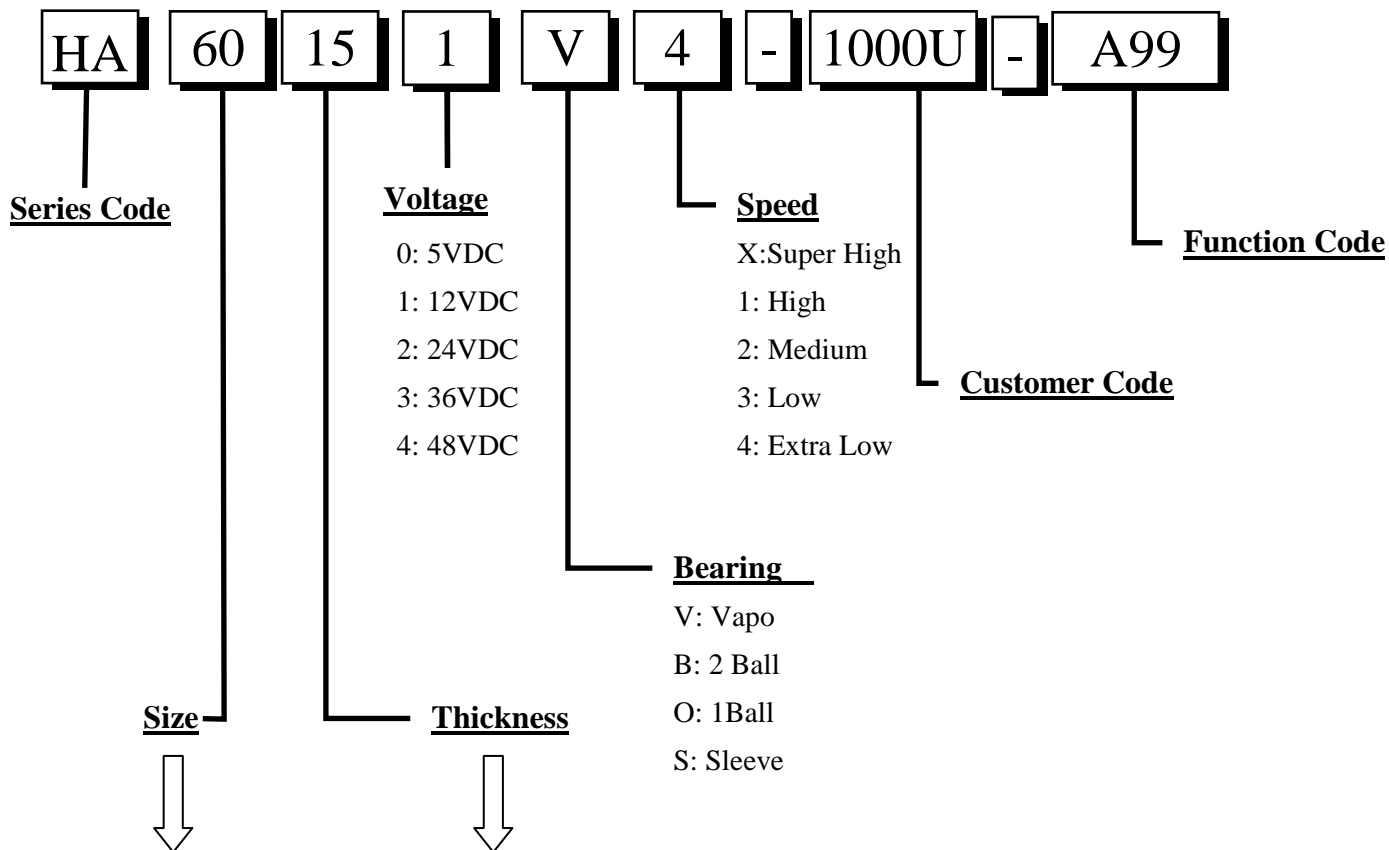 HA 60 15 1 V 4 - 1000U - A99
Series Code
Voltage
0: 5VDC
1: 12VDC
2: 24VDC
3: 36VDC
4: 48VDC
Speed
X:Super High
1: High
2: Medium
3: Low
4: Extra Low
Function Code
Customer Code
Bearing
V: Vapo
B: 2 Ball
O: 1Ball
S: Sleeve
Size
Thickness